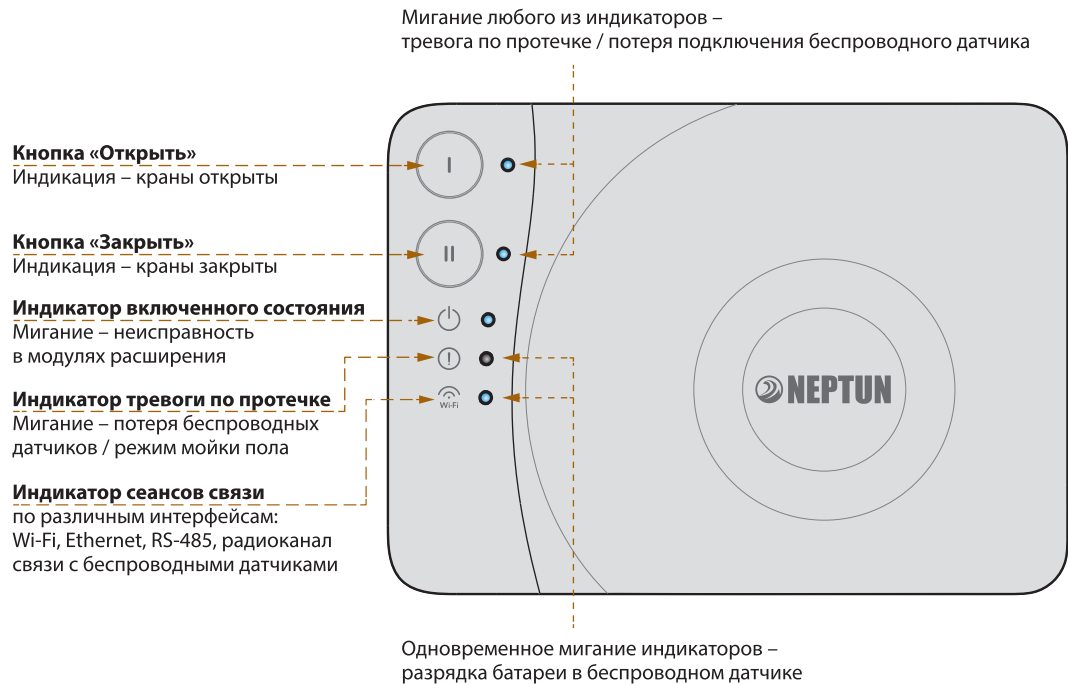 Мигание любого из индикаторов –
тревога по протечке / потеря подключения беспроводного датчика
Кнопка «Открыть»
Индикация – краны открыты
I
Кнопка «Закрыть»
Индикация – краны закрыты
II
Индикатор включенного состояния
Мигание – неисправность
в модулях расширения
!
Индикатор тревоги по протечке
Мигание – потеря беспроводных
датчиков / режим мойки пола
Wi-Fi
NEPTUN
Индикатор сеансов связи
по различным интерфейсам:
Wi-Fi, Ethernet, RS-485, радиоканал
связи с беспроводными датчиками
Одновременное мигание индикаторов –
разрядка батареи в беспроводном датчике